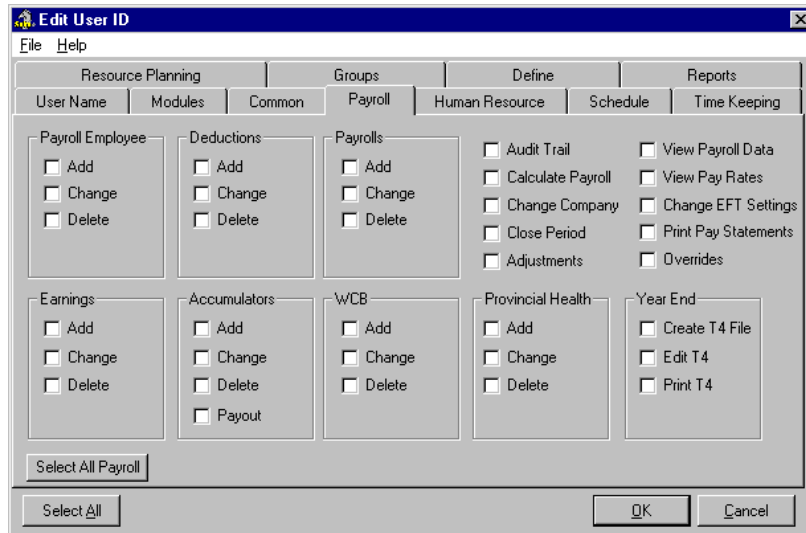 Edit User ID
File Help
Resource Planning Groups Define Reports
User Name Modules Common Payroll Human Resource Schedule Time Keeping
Payroll Employee
Add
Change
Delete
Deductions
Add
Change
Delete
Payrolls
Add
Change
Delete
Audit Trail
Calculate Payroll
Change Company
Close Period
Adjustments
View Payroll Data
View Pay Rates
Change EFT Settings
Print Pay Statements
Overrides
Earnings
Add
Change
Delete
Accumulators
Add
Change
Delete
Payout
WCB
Add
Change
Delete
Provincial Health
Add
Change
Delete
Year End
Create T4 File
Edit T4
Print T4
Select All Payroll
Select All OK Cancel